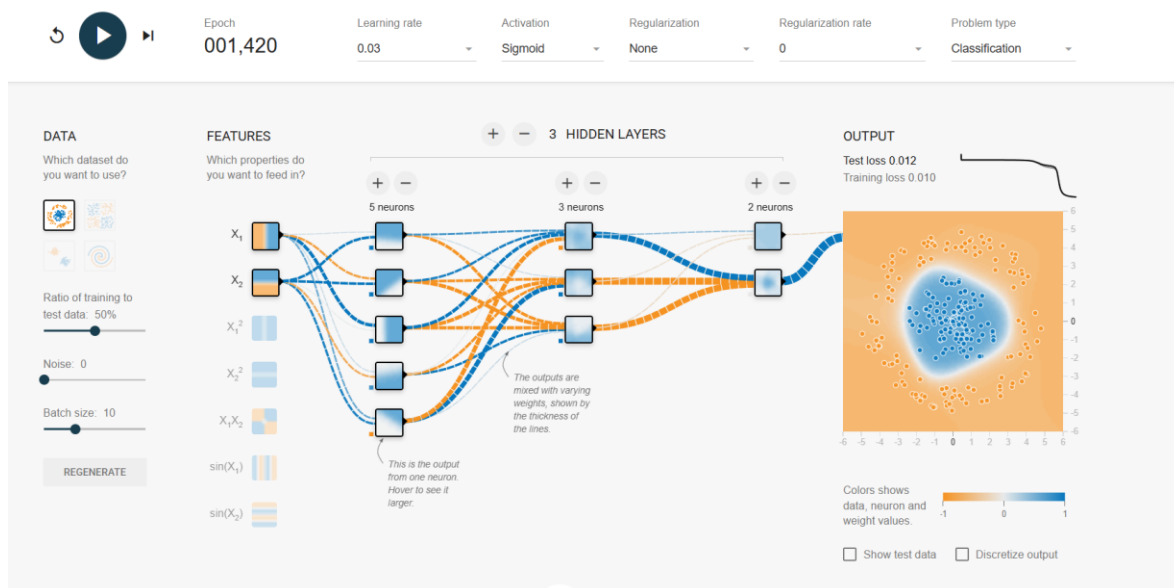 Epoch
001,420
Learning rate
0.03
Activation
Sigmoid
Regularization
None
Regularization rate
0
Problem type
Classification
DATA
Which dataset do
you want to use?
Ratio of training to
test data: 50%
Noise: 0
Batch size: 10
REGENERATE
FEATURES
Which properties do
you want to feed in?
X₁
X₂
X₁²
X₂²
X₁X₂
sin(X₁)
sin(X₂)
+ − 3 HIDDEN LAYERS
+ −
5 neurons
+ −
3 neurons
+ −
2 neurons
This is the output
from one neuron.
Hover to see it
larger.
The outputs are
mixed with varying
weights, shown by
the thickness of
the lines.
OUTPUT
Test loss 0.012
Training loss 0.010
6
5
4
3
2
1
0
-1
-2
-3
-4
-5
-6
-6 -5 -4 -3 -2 -1 0 1 2 3 4 5 6
Colors shows
data, neuron and
weight values.
-1 0 1
Show test data
Discretize output